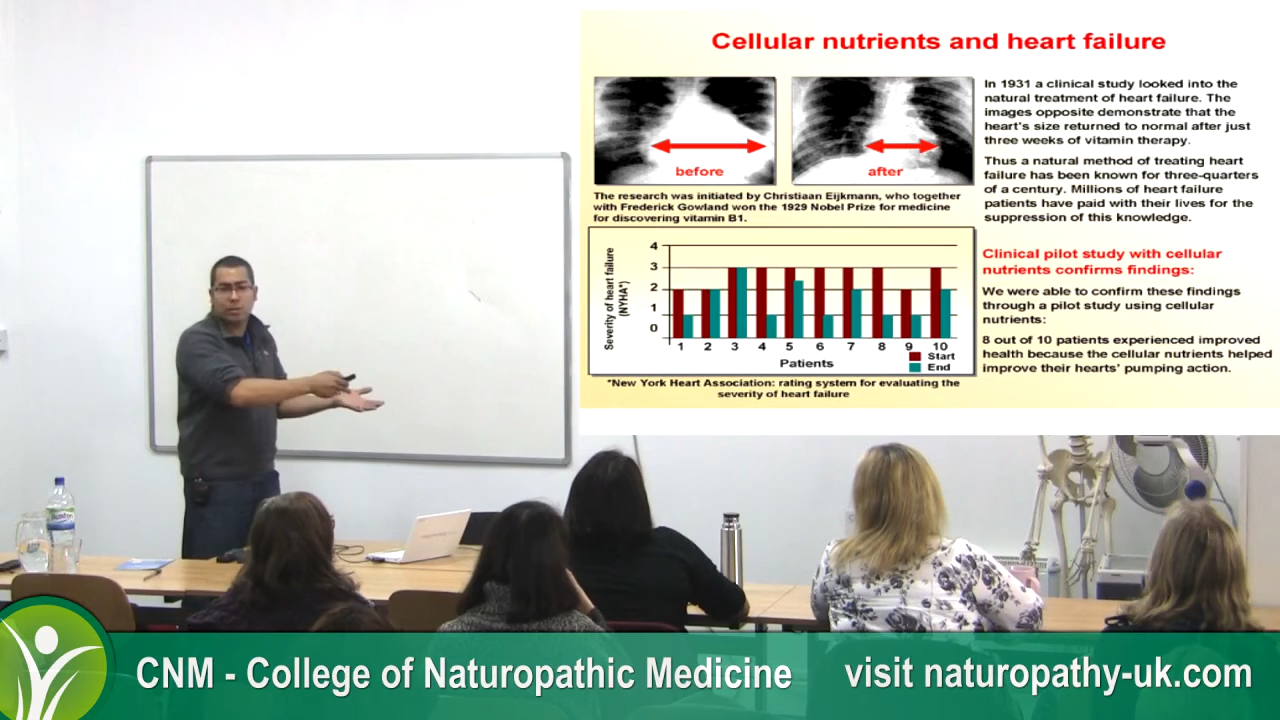 Cellular nutrients and heart failure
before
after
The research was initiated by Christiaan Eijkmann, who together
with Frederick Gowland won the 1929 Nobel Prize for medicine
for discovering vitamin B1.
In 1931 a clinical study looked into the
natural treatment of heart failure. The
images opposite demonstrate that the
heart's size returned to normal after just
three weeks of vitamin therapy.
Thus a natural method of treating heart
failure has been known for three-quarters
of a century. Millions of heart failure
patients have paid with their lives for the
suppression of this knowledge.
Severity of heart failure
(NYHA*)
4
3
2
1
0
1 2 3 4 5 6 7 8 9 10
Patients
Start
End
*New York Heart Association: rating system for evaluating the
severity of heart failure
Clinical pilot study with cellular
nutrients confirms findings:
We were able to confirm these findings
through a pilot study using cellular
nutrients:
8 out of 10 patients experienced improved
health because the cellular nutrients helped
improve their hearts' pumping action.
CNM - College of Naturopathic Medicine
visit naturopathy-uk.com